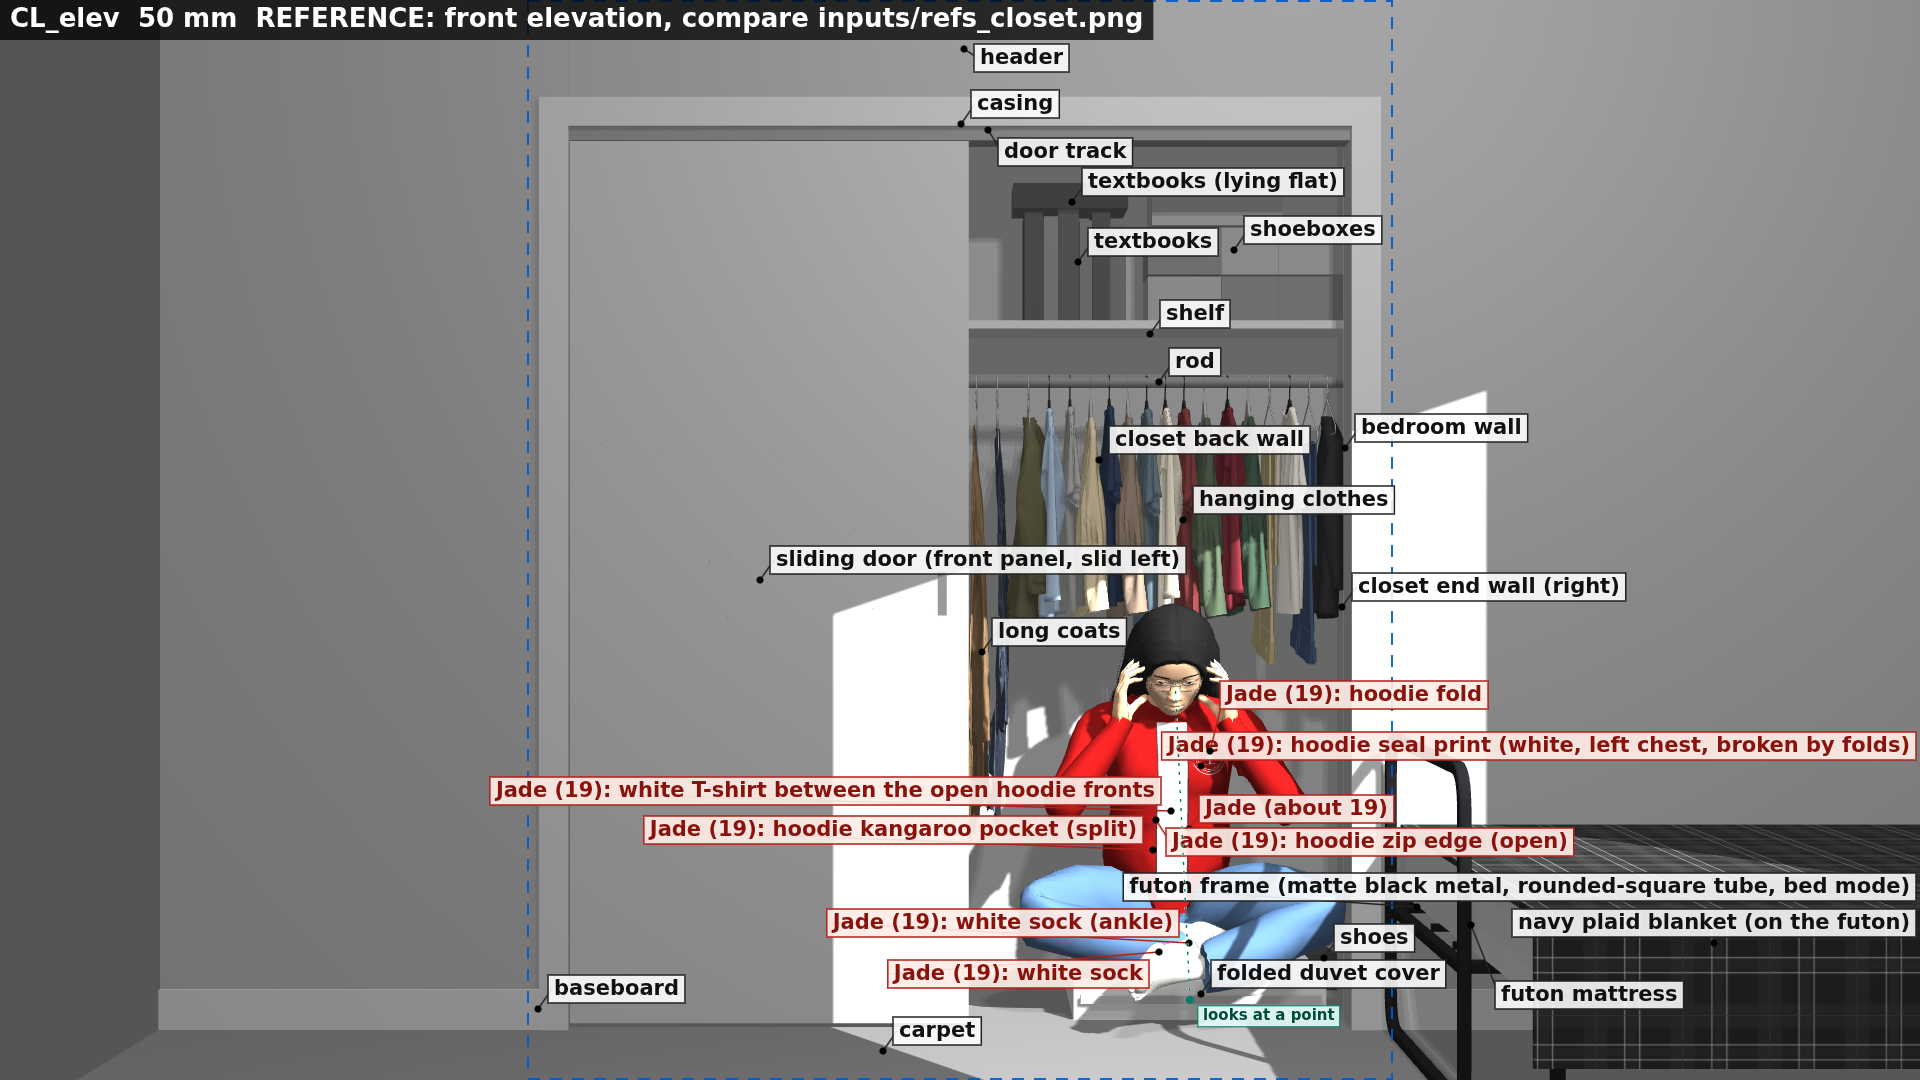 CL_elev 50 mm REFERENCE: front elevation, compare inputs/refs_closet.png
header
casing
door track
textbooks (lying flat)
shoeboxes
textbooks
shelf
rod
bedroom wall
closet back wall
hanging clothes
sliding door (front panel, slid left)
closet end wall (right)
long coats
Jade (19): hoodie fold
Jade (19): hoodie seal print (white, left chest, broken by folds)
Jade (19): white T-shirt between the open hoodie fronts
Jade (about 19)
Jade (19): hoodie kangaroo pocket (split)
Jade (19): hoodie zip edge (open)
futon frame (matte black metal, rounded-square tube, bed mode)
Jade (19): white sock (ankle)
navy plaid blanket (on the futon)
shoes
Jade (19): white sock
folded duvet cover
baseboard
futon mattress
looks at a point
carpet